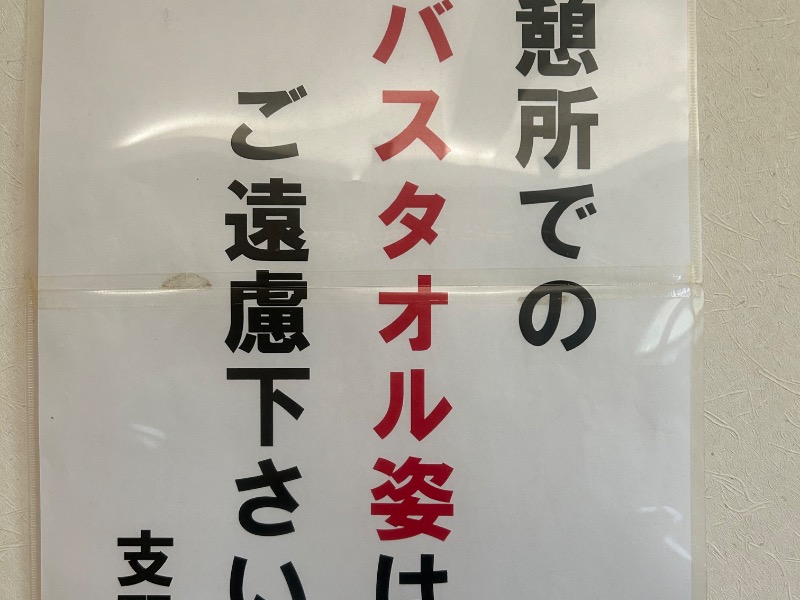 憩所での
バスタオル姿は
ご遠慮下さい
支